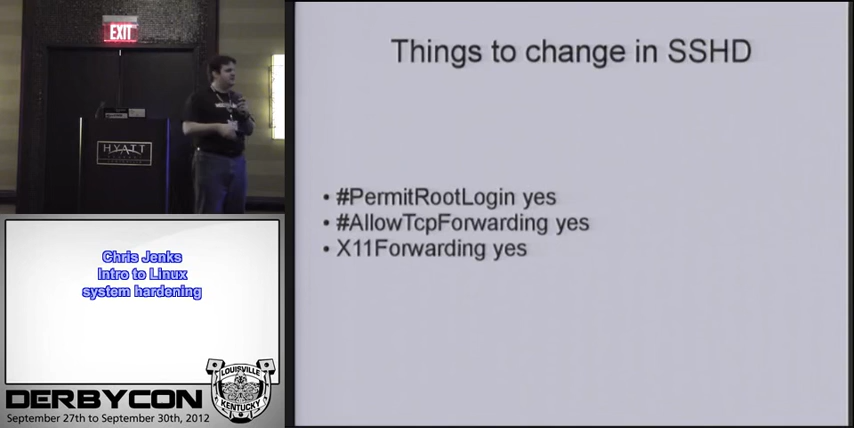 EXIT
HYATT
Things to change in SSHD
• #PermitRootLogin yes
• #AllowTcpForwarding yes
• X11Forwarding yes
Chris Jenks
Intro to Linux
system hardening
LOUISVILLE
KENTUCKY
DERBYCON
September 27th to September 30th, 2012